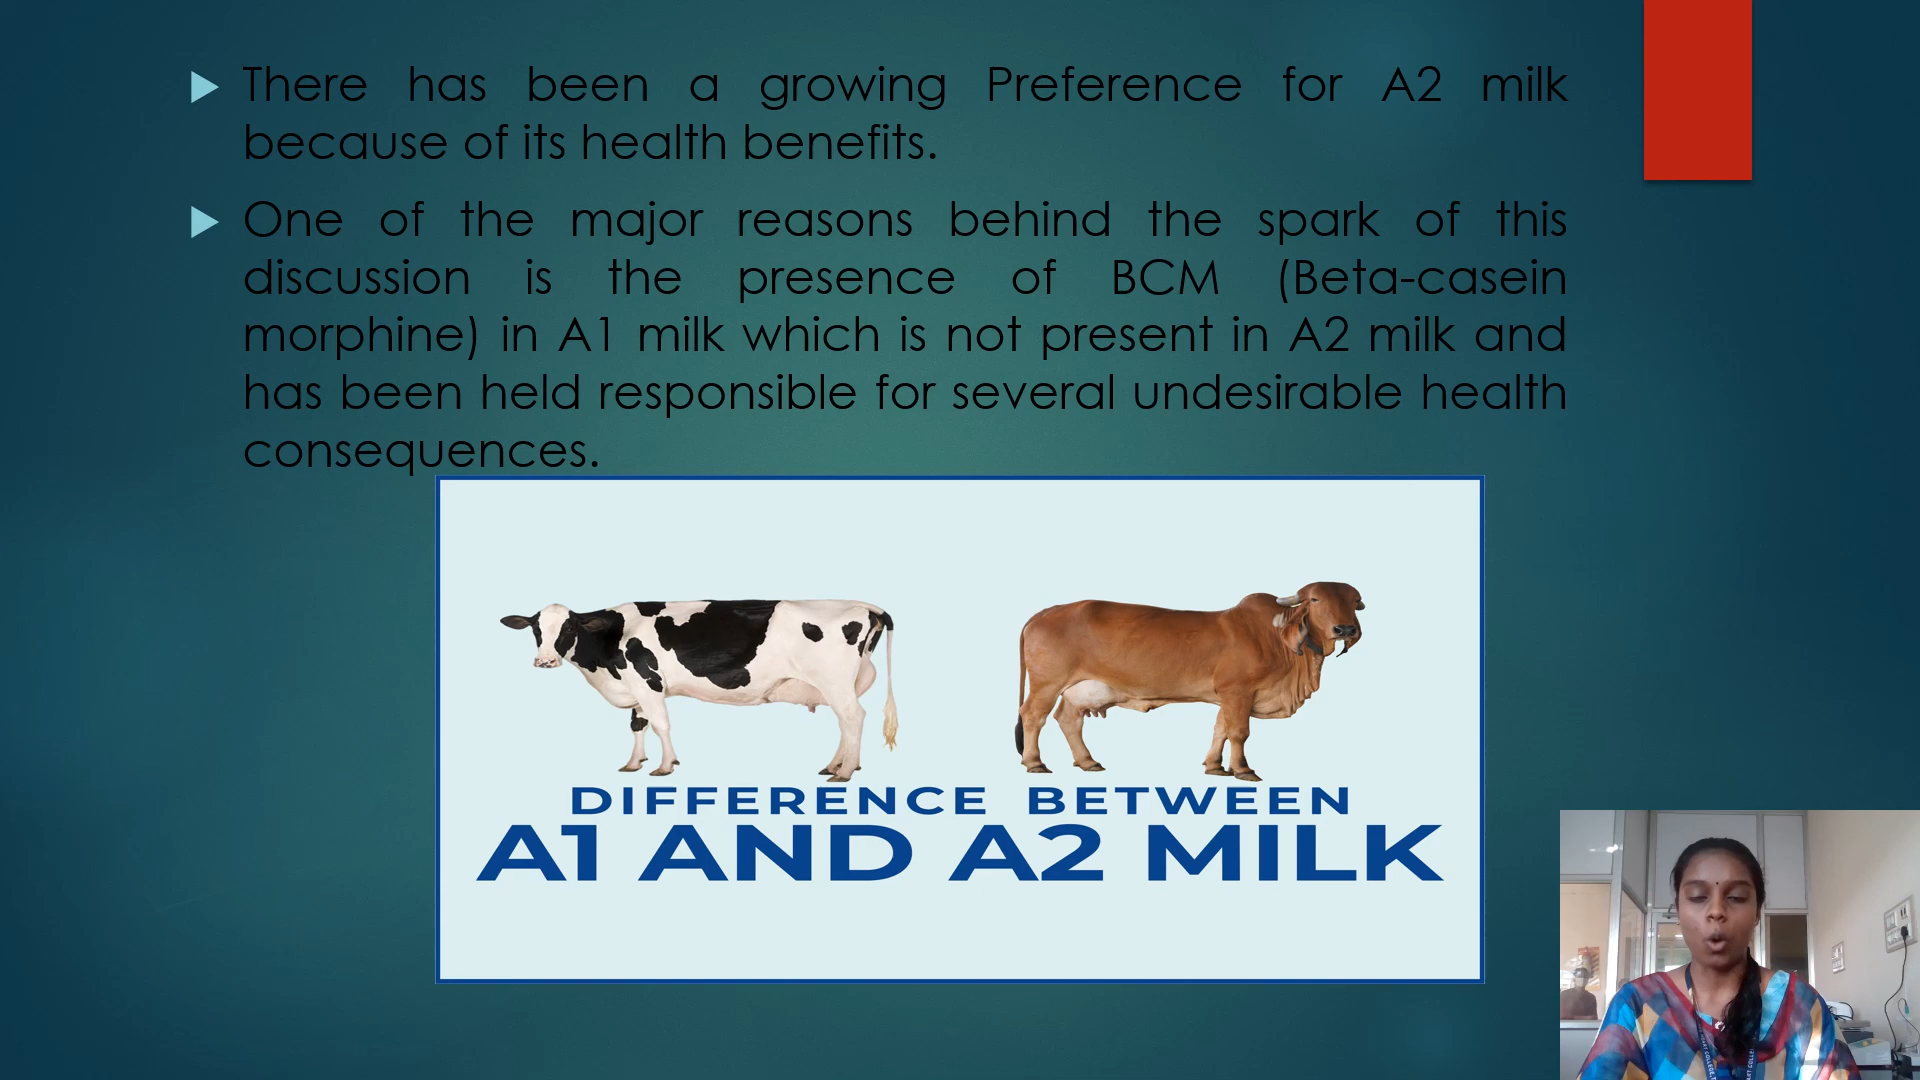 There has been a growing Preference for A2 milk
because of its health benefits.
One of the major reasons behind the spark of this
discussion is the presence of BCM (Beta-casein
morphine) in A1 milk which is not present in A2 milk and
has been held responsible for several undesirable health
consequences.
DIFFERENCE BETWEEN
A1 AND A2 MILK